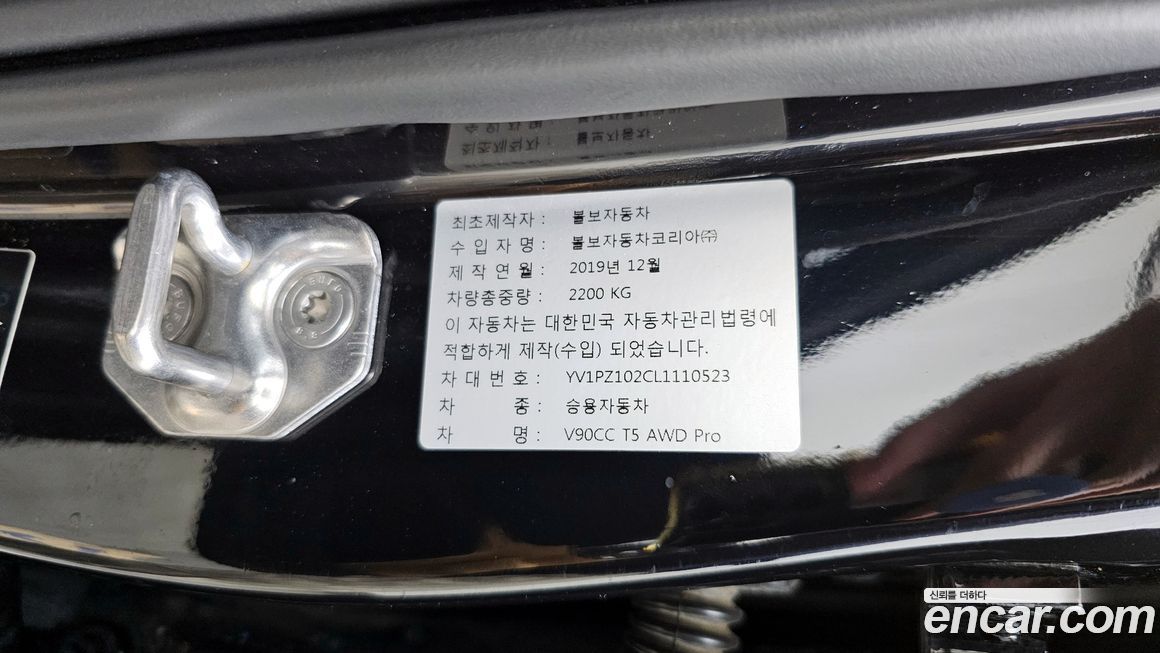 최초제작자 : 볼보자동차
수 입 자 명 : 볼보자동차코리아㈜
제 작 연 월 : 2019년 12월
차량총중량 : 2200 KG
이 자동차는 대한민국 자동차관리법령에
적합하게 제작(수입) 되었습니다.
차 대 번 호 : YV1PZ102CL1110523
차 종 : 승용자동차
차 명 : V90CC T5 AWD Pro
신뢰를 더하다
encar.com